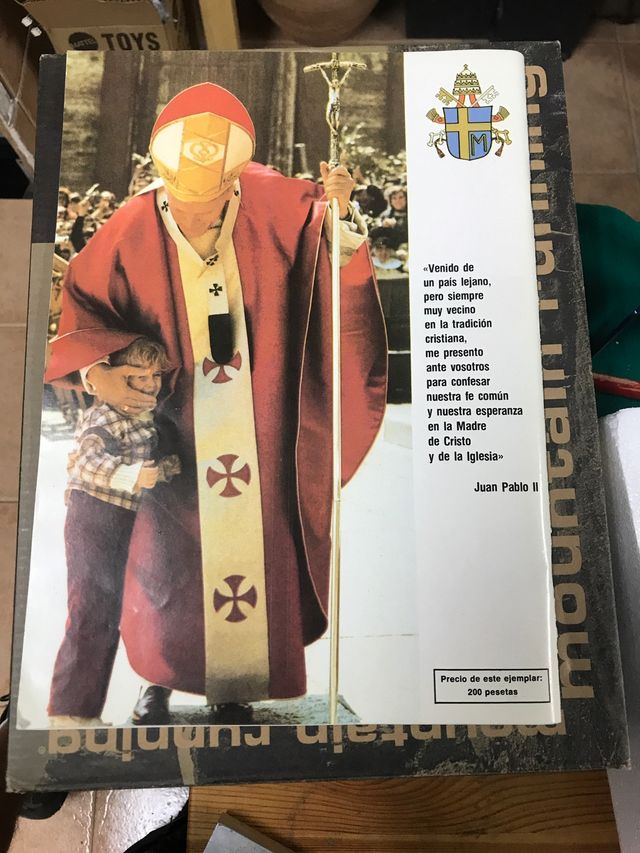 MATTEL TOYS
M
«Venido de
un país lejano,
pero siempre
muy vecino
en la tradición
cristiana,
me presento
ante vosotros
para confesar
nuestra fe común
y nuestra esperanza
en la Madre
de Cristo
y de la Iglesia»
Juan Pablo II
Precio de este ejemplar:
200 pesetas
mountain running
mountain running®